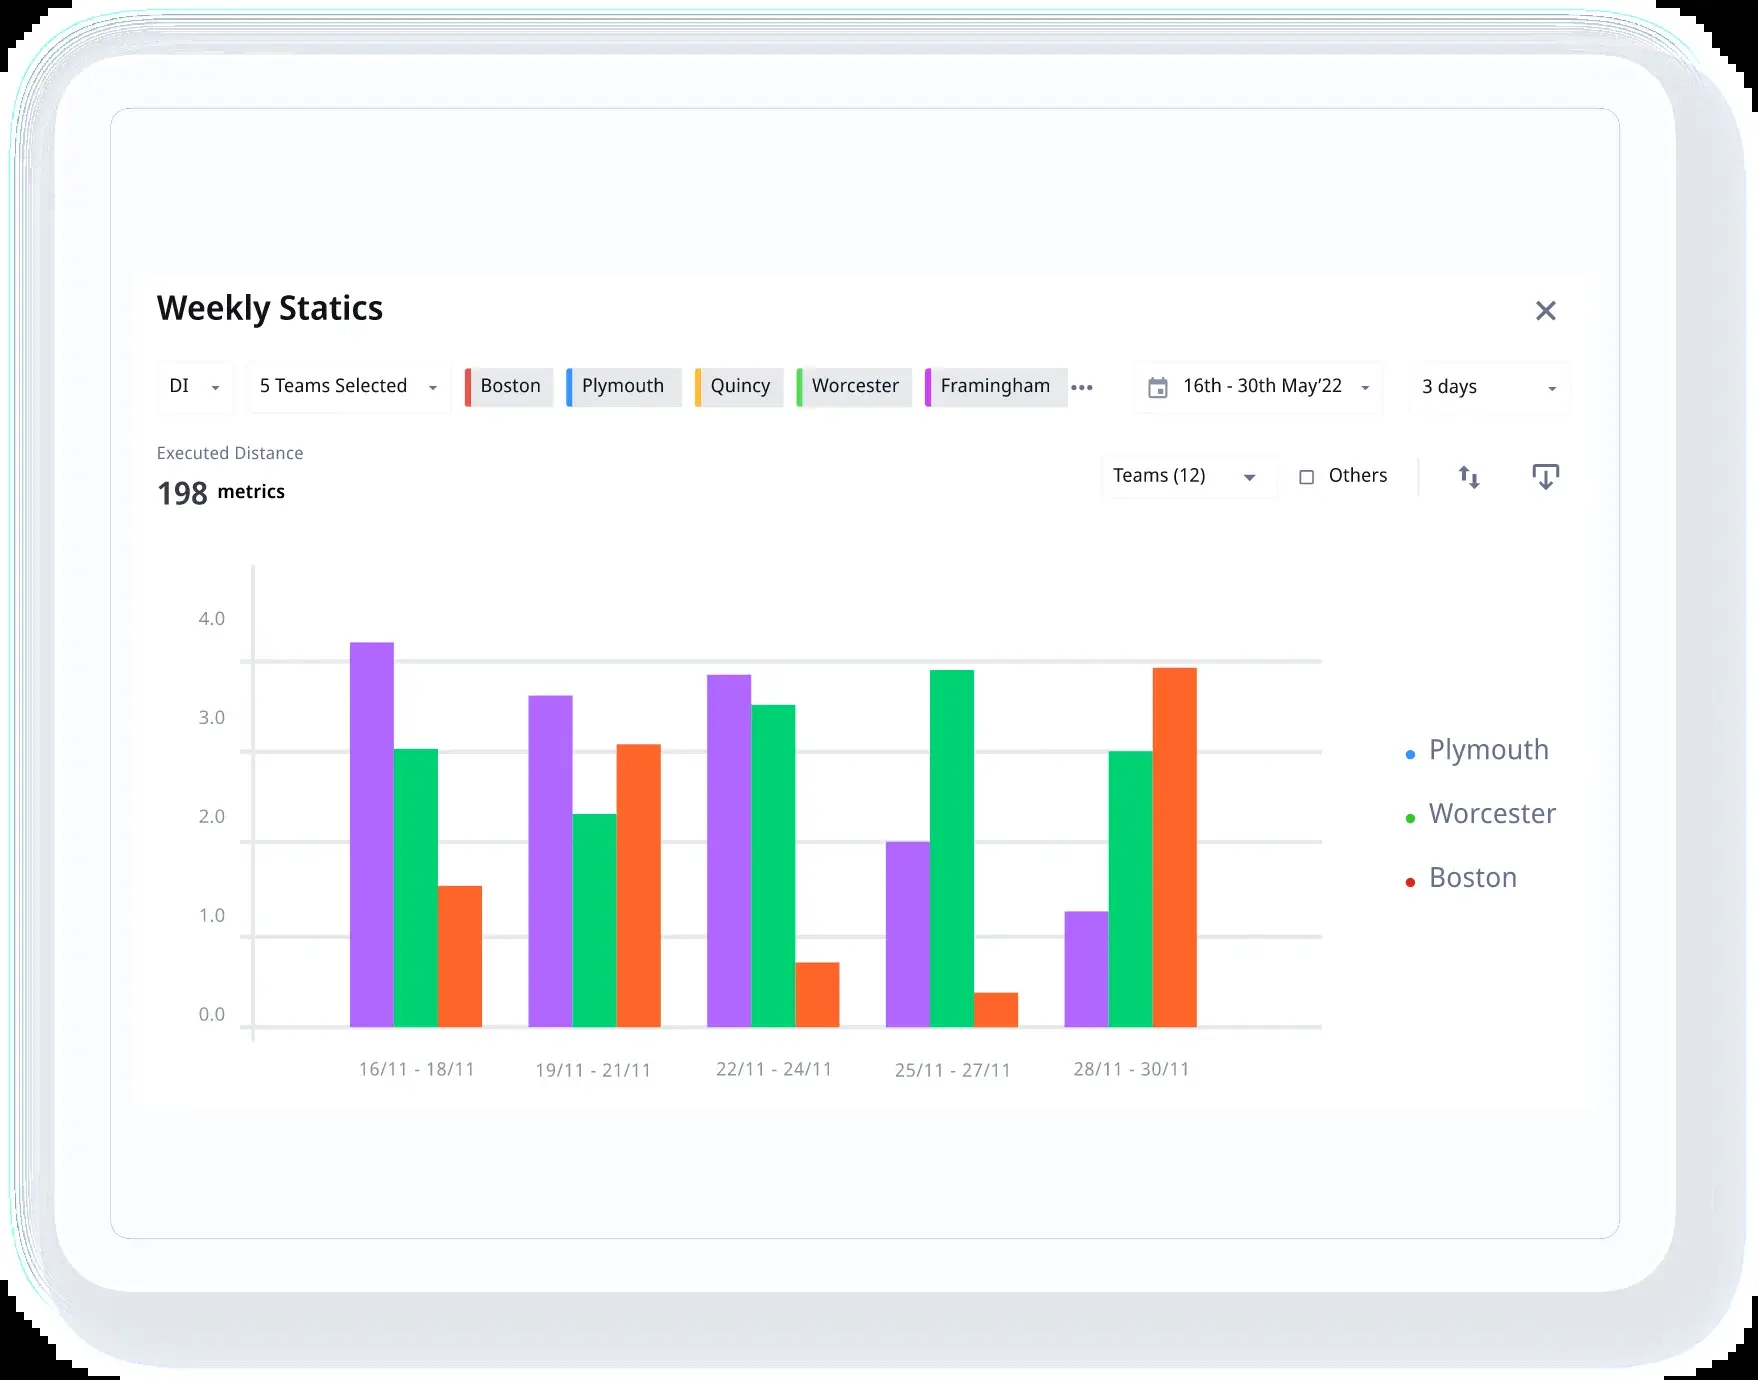 Weekly Statics
DI
5 Teams Selected
Boston
Plymouth
Quincy
Worcester
Framingham
16th - 30th May’22
3 days
Executed Distance
198 metrics
Teams (12)
Others
4.0
3.0
2.0
1.0
0.0
16/11 - 18/11
19/11 - 21/11
22/11 - 24/11
25/11 - 27/11
28/11 - 30/11
Plymouth
Worcester
Boston